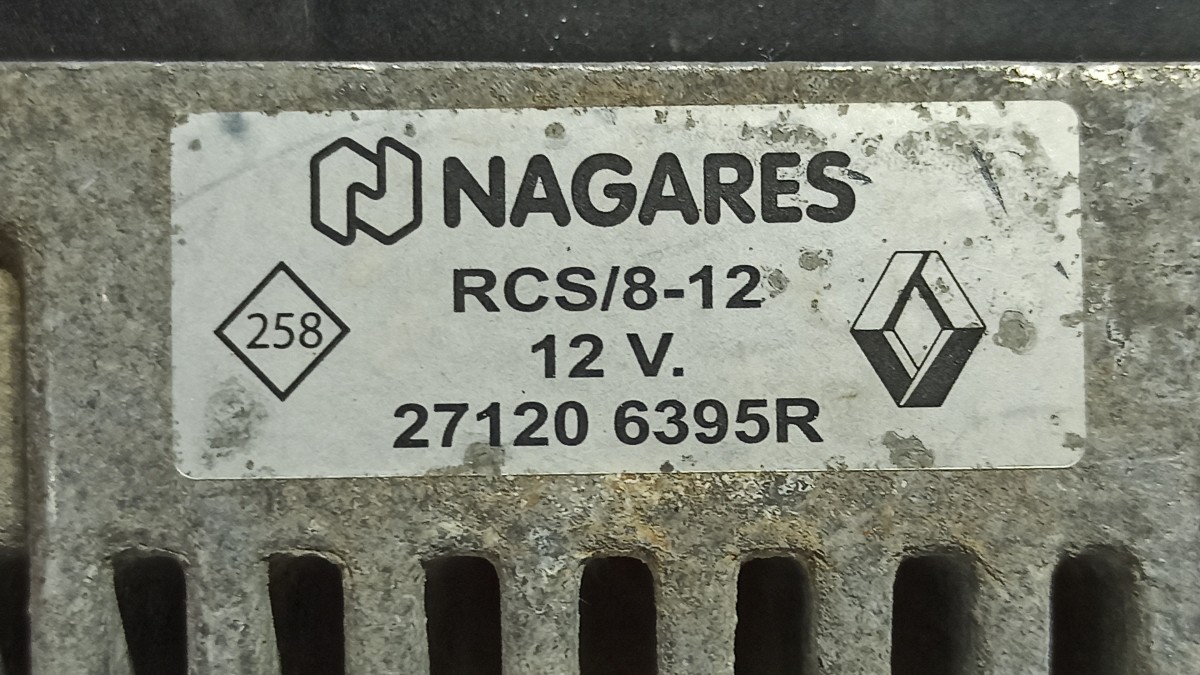 NAGARES
RCS/8-12
258
12 V.
27120 6395R